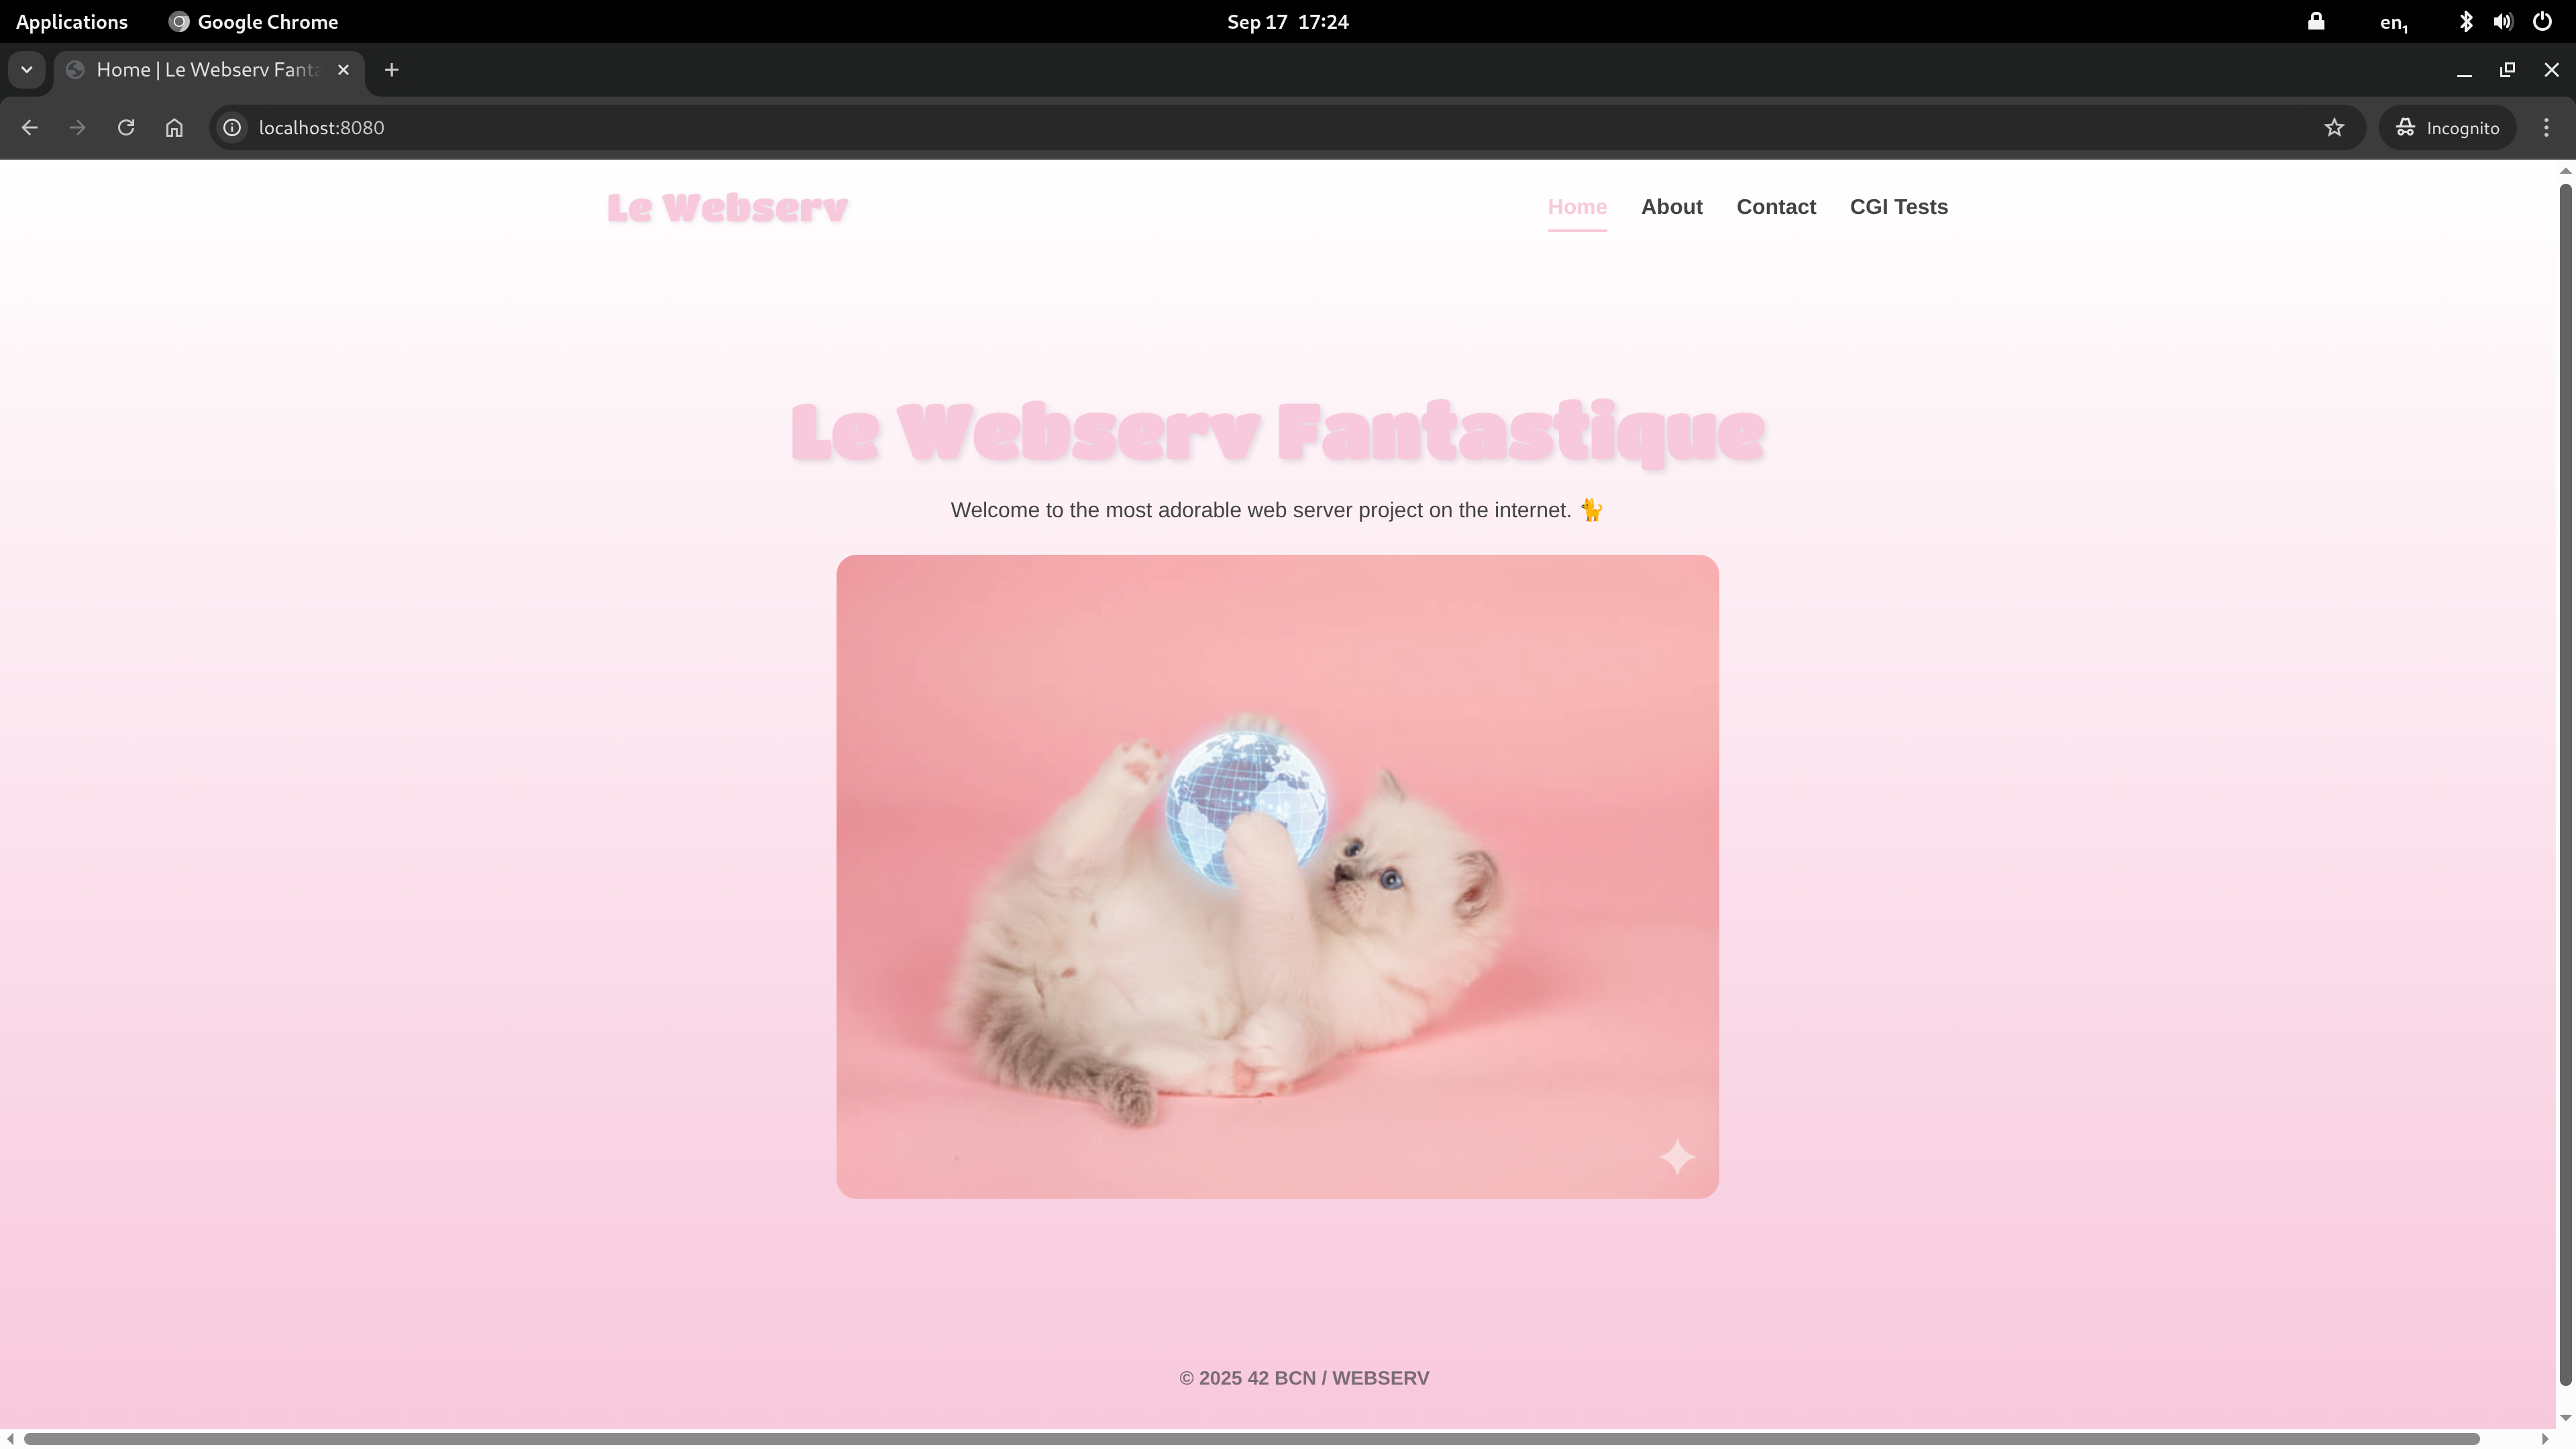 Applications Google Chrome Sep 17 17:24 en1
Home | Le Webserv Fanta
localhost:8080 Incognito
Le Webserv Home About Contact CGI Tests
Le Webserv Fantastique
Welcome to the most adorable web server project on the internet. 🐈
© 2025 42 BCN / WEBSERV